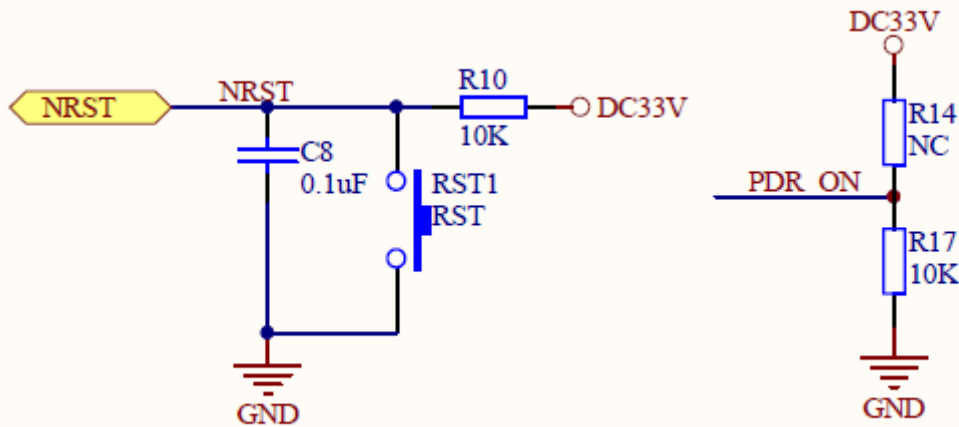 DC33V
NRST
NRST
R10
10K
DC33V
C8
0.1uF
RST1
RST
R14
NC
PDR_ON
R17
10K
GND
GND